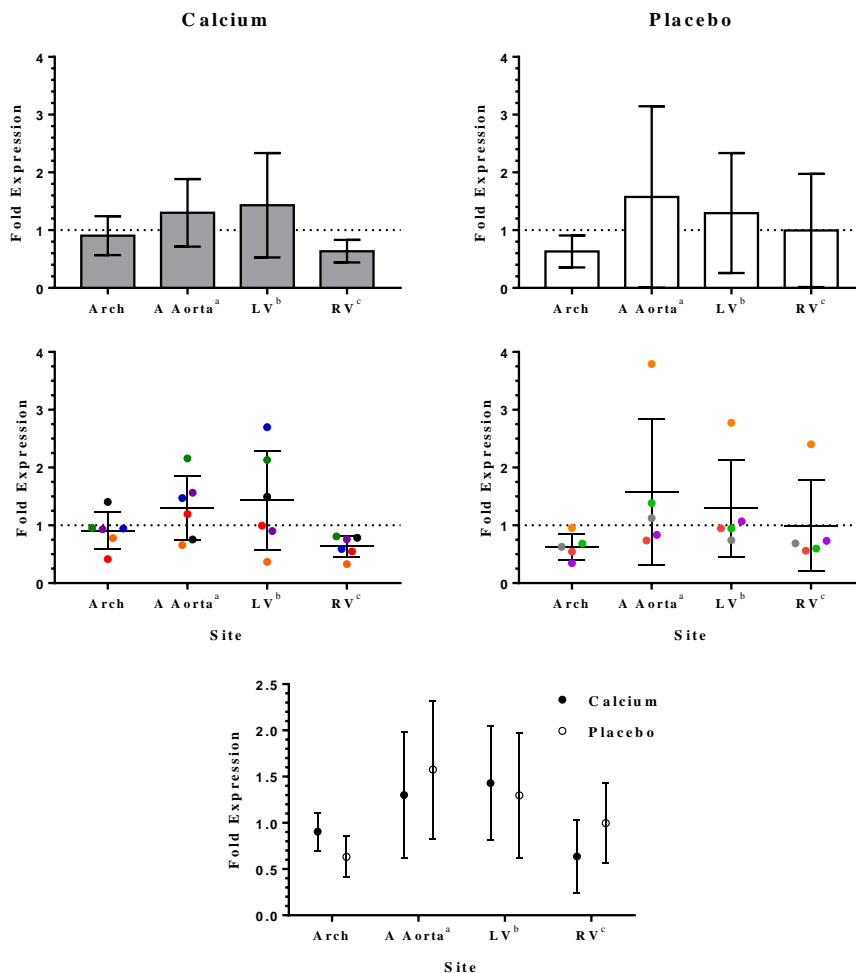 Calcium
Placebo
Fold Expression
4
3
2
1
0
Arch
A Aorta^a
LV^b
RV^c
Fold Expression
4
3
2
1
0
Arch
A Aorta^a
LV^b
RV^c
Fold Expression
4
3
2
1
0
Arch
A Aorta^a
LV^b
RV^c
Site
Fold Expression
4
3
2
1
0
Arch
A Aorta^a
LV^b
RV^c
Site
Fold Expression
2.5
2.0
1.5
1.0
0.5
0.0
Calcium
Placebo
Arch
A Aorta^a
LV^b
RV^c
Site